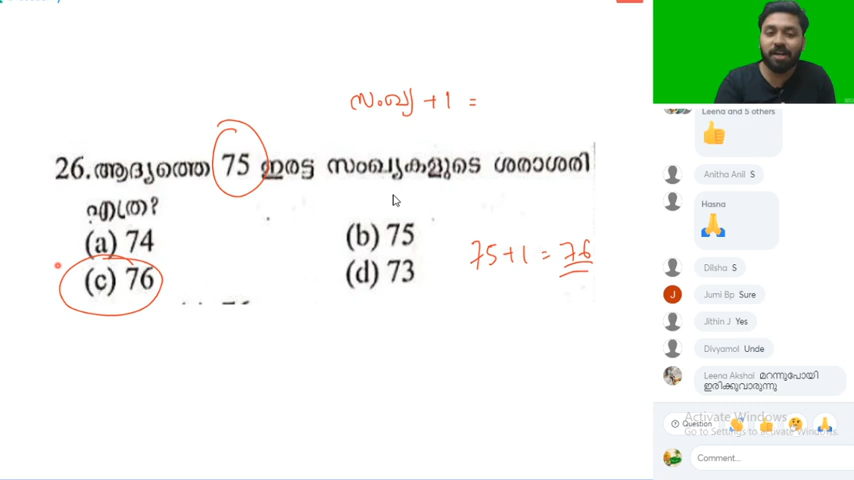 സംഖ്യ +1 =
26. ആദ്യത്തെ 75 ഇരട്ട സംഖ്യകളുടെ ശരാശരി
എത്ര?
(a) 74
(b) 75
(c) 76
(d) 73
75+1 = 76
Leena and 5 others
Anitha Anil S
Hasna
Dilsha S
J
Jumi Bp Sure
Jithin J Yes
Divyamol Unde
Leena Akshai മറന്നുപോയി
ഇരിക്കുവാരുന്നു
Activate Windows
Question
Go to Settings to activate Windows.
Comment...